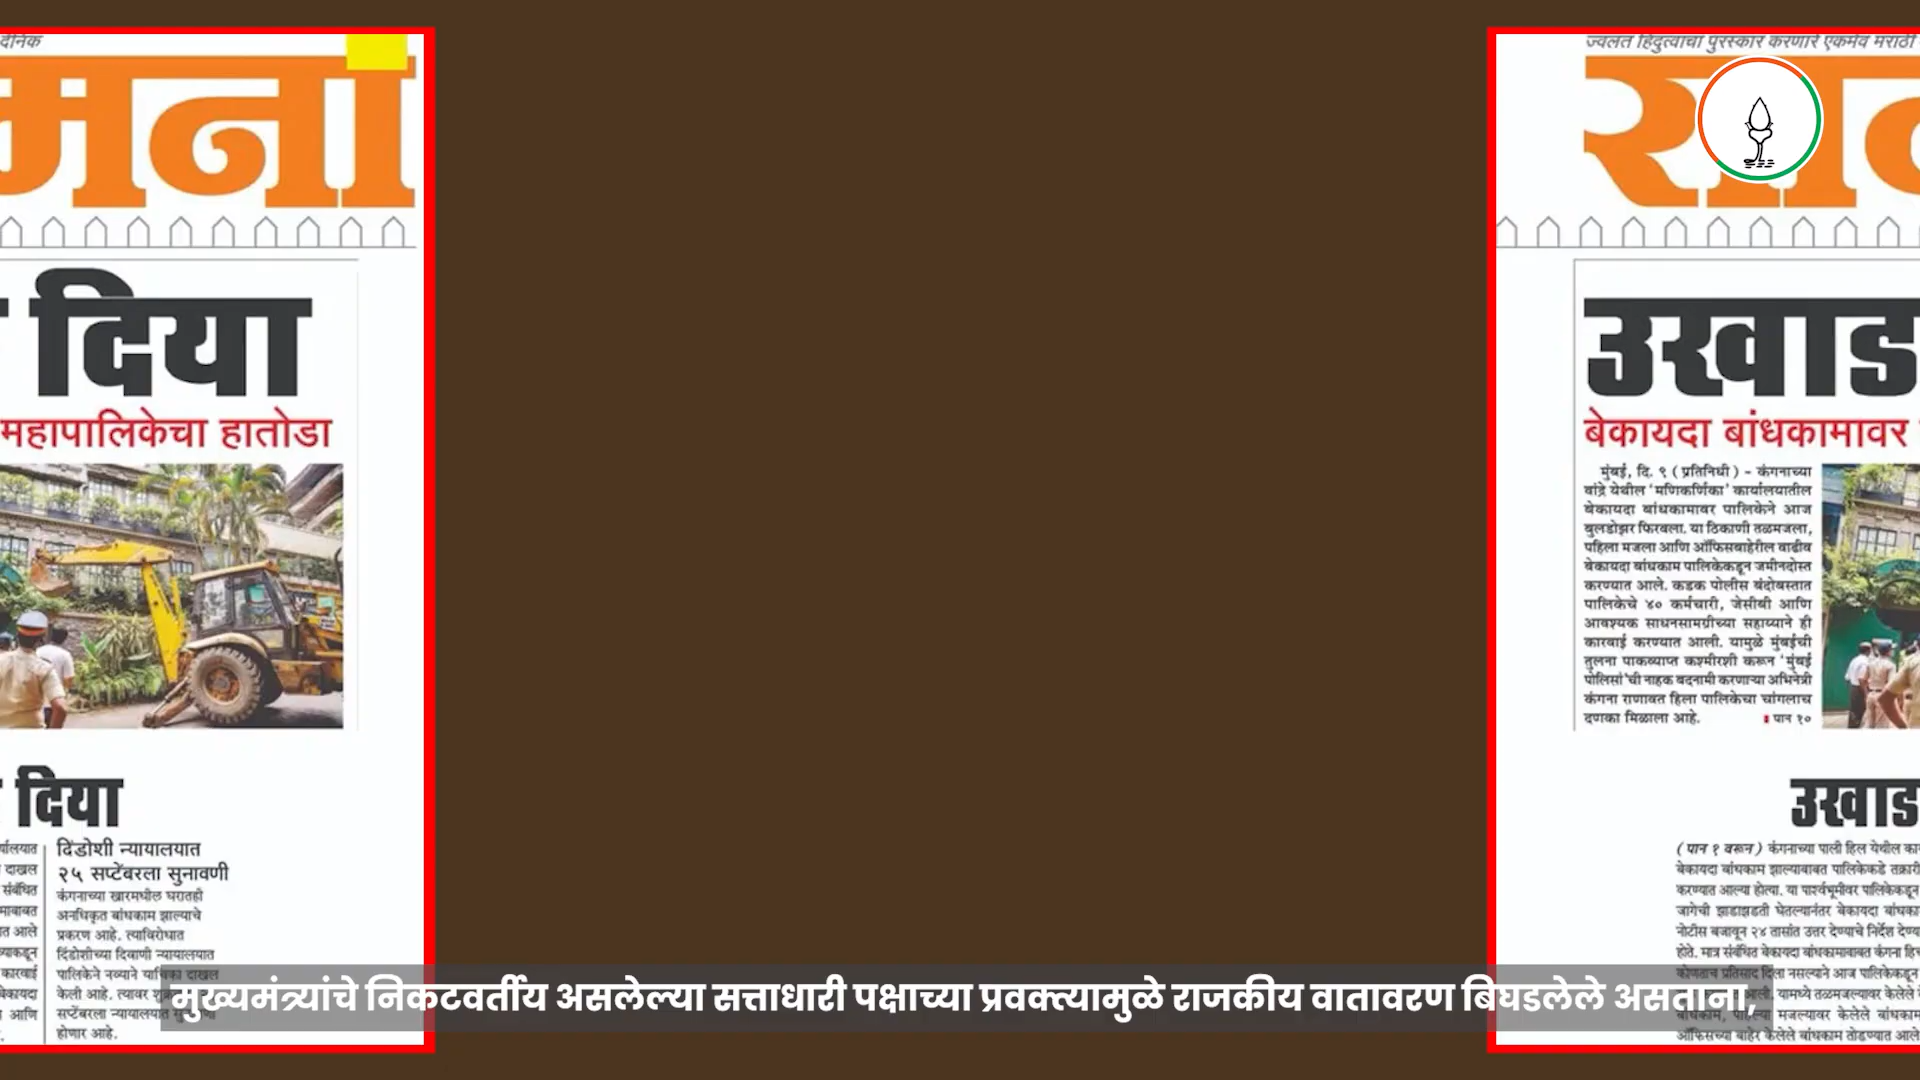 दैनिक
मना
दिया
महापालिकेचा हातोडा
दिया
दिंडोशी न्यायालयात
२५ सप्टेंबरला सुनावणी
कंगनाच्या खारमधील घरातही
अनधिकृत बांधकाम झाल्याचे
प्रकरण आहे. त्याविरोधात
दिंडोशीच्या दिवाणी न्यायालयात
पालिकेने नव्याने याचिका दाखल
केली आहे. त्यावर
सप्टेंबरला न्यायालयात
होणार आहे.
दाखल
संबंधित
आले
कारवाई
आणि
ज्वलंत हिंदुत्वाचा पुरस्कार करणारे एकमेव मराठी
उखाड
बेकायदा बांधकामावर
मुंबई, दि. ९ ( प्रतिनिधी ) - कंगनाच्या
वांद्रे येथील 'मणिकर्णिका' कार्यालयातील
बेकायदा बांधकामावर पालिकेने आज
बुलडोझर फिरवला. या ठिकाणी तळमजला,
पहिला मजला आणि ऑफिसबाहेरील वाढीव
बेकायदा बांधकाम पालिकेकडून जमीनदोस्त
करण्यात आले. कडक पोलीस बंदोबस्तात
पालिकेचे ४० कर्मचारी, जेसीबी आणि
आवश्यक साधनसामग्रीच्या सहाय्याने ही
कारवाई करण्यात आली. यामुळे मुंबईची
तुलना पाकव्याप्त कश्मीरशी करून 'मुंबई
पोलिसां'ची नाहक बदनामी करणाऱ्या अभिनेत्री
कंगना राणावत हिला पालिकेचा चांगलाच
दणका मिळाला आहे. पान १०
उखाड
( पान १ वरून ) कंगनाच्या पाली हिल येथील
बेकायदा बांधकाम झाल्याबाबत पालिकेकडे
करण्यात आल्या होत्या. या पार्श्वभूमीवर पालिकेकडून
जागेची झाडाझडती घेतल्यानंतर बेकायदा
नोटीस बजावून २४ तासांत उत्तर देण्याचे निर्देश
होते. मात्र संबंधित बेकायदा बांधकामाबाबत कंगना
कोणताच प्रतिसाद दिला नसल्याने आज पालिकेकडून
यामध्ये तळमजल्यावर केलेले
बांधकाम, पहिल्या मजल्यावर केलेले
ऑफिसच्या बाहेर केलेले बांधकाम तोडण्यात आले
मुख्यमंत्र्यांचे निकटवर्तीय असलेल्या सत्ताधारी पक्षाच्या प्रवक्त्यामुळे राजकीय वातावरण बिघडलेले असताना,